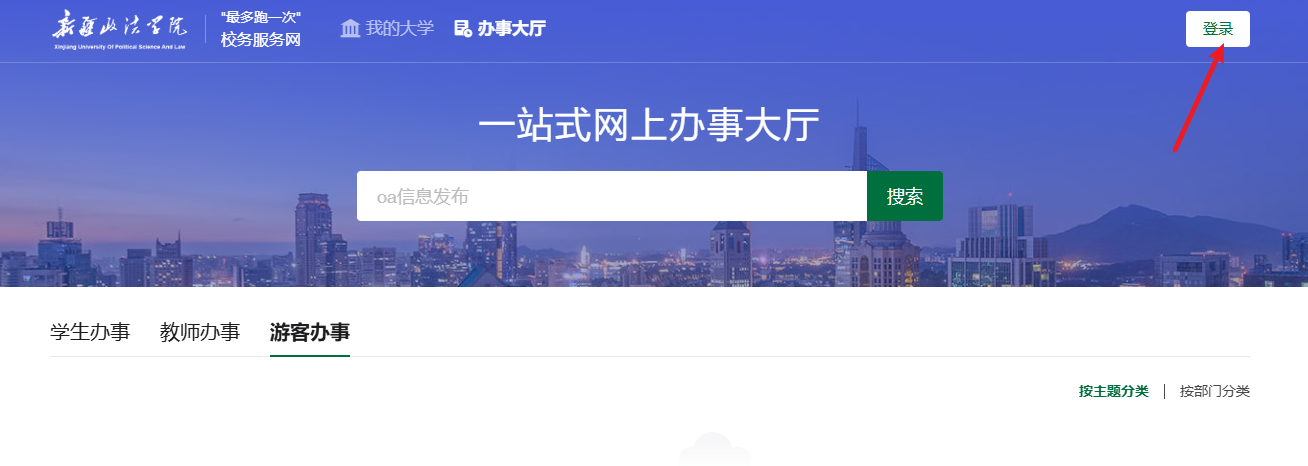 新疆政法学院
Xinjiang University Of Political Science And Law
"最多跑一次"
校务服务网
我的大学
办事大厅
登录
一站式网上办事大厅
oa信息发布
搜索
学生办事
教师办事
游客办事
按主题分类
按部门分类